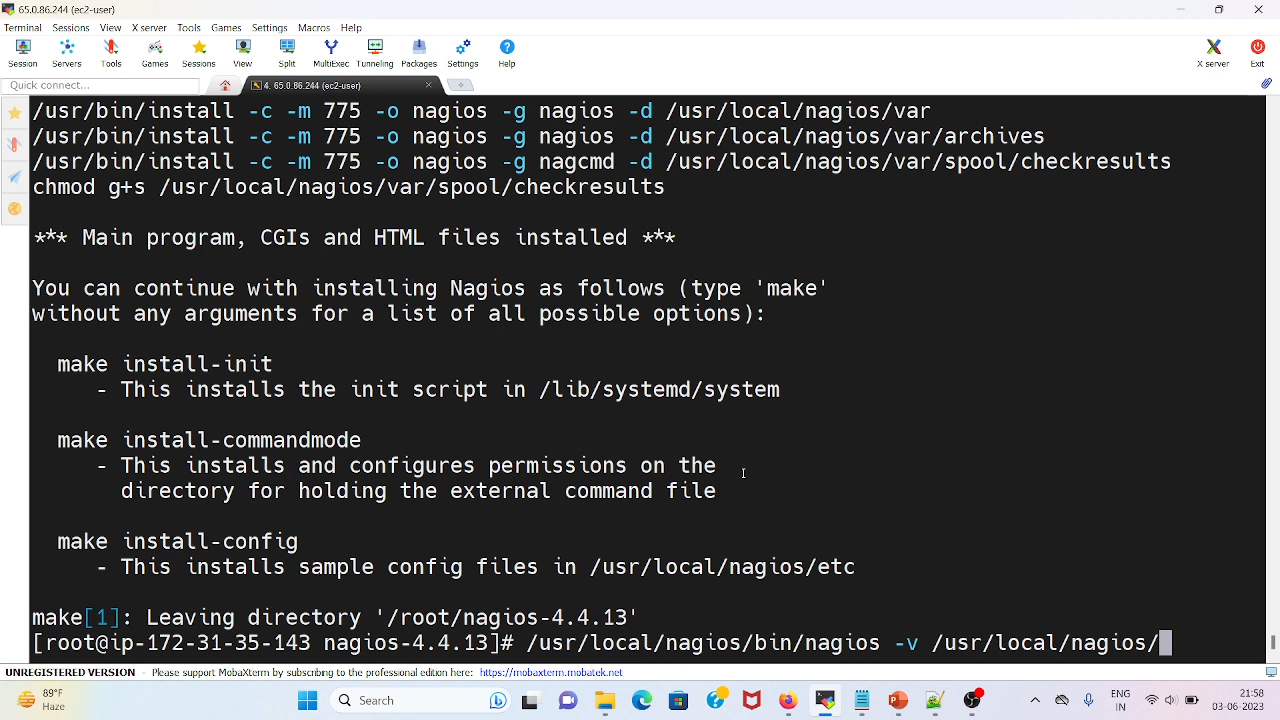 65.0.86.244 (ec2-user)
Terminal Sessions View X server Tools Games Settings Macros Help
Session Servers Tools Games Sessions View Split MultiExec Tunneling Packages Settings Help X server Exit
Quick connect... 4. 65.0.86.244 (ec2-user)
/usr/bin/install -c -m 775 -o nagios -g nagios -d /usr/local/nagios/var
/usr/bin/install -c -m 775 -o nagios -g nagios -d /usr/local/nagios/var/archives
/usr/bin/install -c -m 775 -o nagios -g nagcmd -d /usr/local/nagios/var/spool/checkresults
chmod g+s /usr/local/nagios/var/spool/checkresults
*** Main program, CGIs and HTML files installed ***
You can continue with installing Nagios as follows (type 'make'
without any arguments for a list of all possible options):
make install-init
- This installs the init script in /lib/systemd/system
make install-commandmode
- This installs and configures permissions on the
directory for holding the external command file
make install-config
- This installs sample config files in /usr/local/nagios/etc
make[1]: Leaving directory '/root/nagios-4.4.13'
[root@ip-172-31-35-143 nagios-4.4.13]# /usr/local/nagios/bin/nagios -v /usr/local/nagios/
UNREGISTERED VERSION - Please support MobaXterm by subscribing to the professional edition here: https://mobaxterm.mobatek.net
89°F
Haze
Search
ENG
IN
21:58
03-06-2023